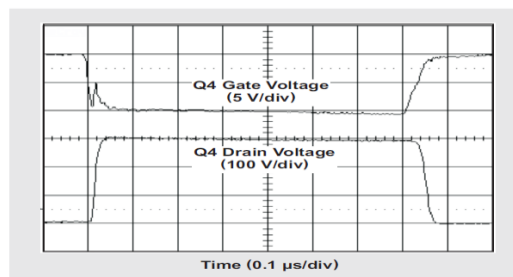 Q4 Gate Voltage
(5 V/div)
Q4 Drain Voltage
(100 V/div)
Time (0.1 µs/div)